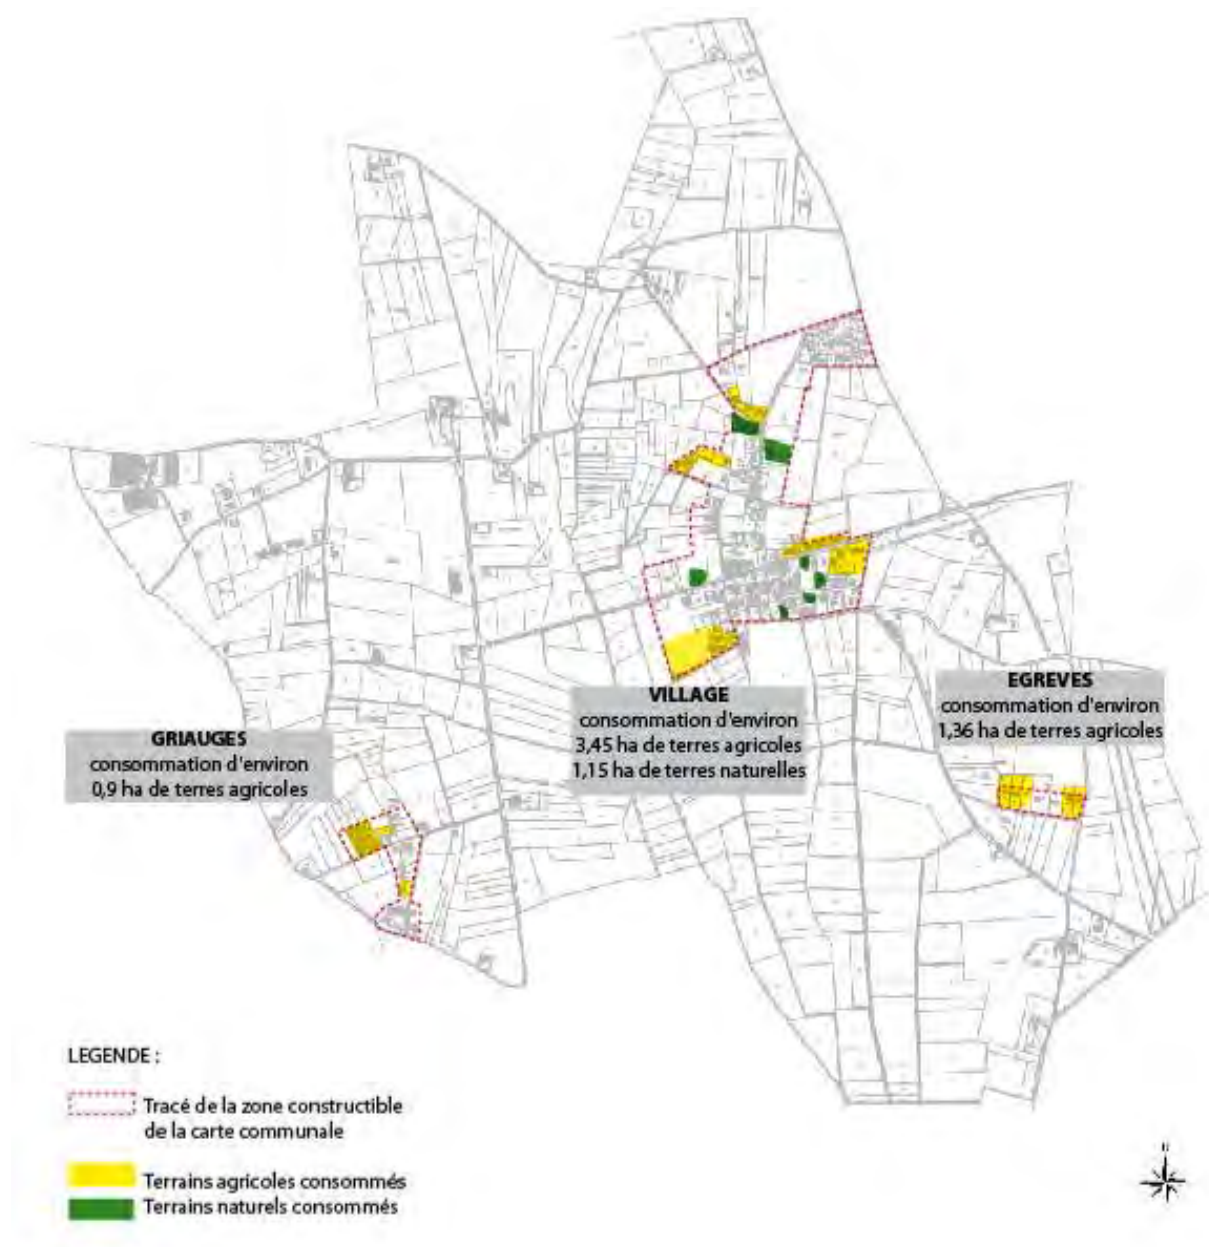 EGREVES
consommation d'environ
1,36 ha de terres agricoles
VILLAGE
consommation d'environ
3,45 ha de terres agricoles
1,15 ha de terres naturelles
GRIAUGES
consommation d'environ
0,9 ha de terres agricoles
LEGENDE :
Tracé de la zone constructible
de la carte communale
Terrains agricoles consommés
Terrains naturels consommés